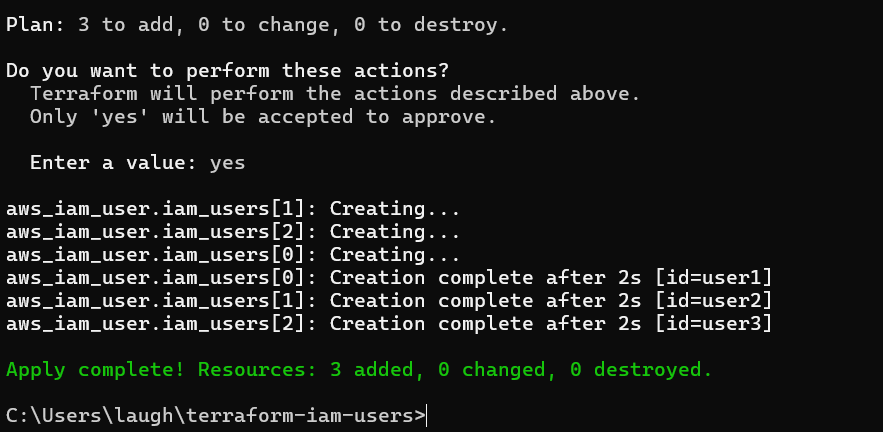 Plan: 3 to add, 0 to change, 0 to destroy.
Do you want to perform these actions?
Terraform will perform the actions described above.
Only 'yes' will be accepted to approve.
Enter a value: yes
aws_iam_user.iam_users[1]: Creating...
aws_iam_user.iam_users[2]: Creating...
aws_iam_user.iam_users[0]: Creating...
aws_iam_user.iam_users[0]: Creation complete after 2s [id=user1]
aws_iam_user.iam_users[1]: Creation complete after 2s [id=user2]
aws_iam_user.iam_users[2]: Creation complete after 2s [id=user3]
Apply complete! Resources: 3 added, 0 changed, 0 destroyed.
C:\Users\laugh\terraform-iam-users>